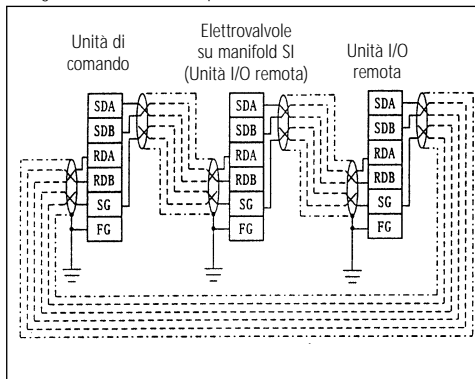 Unità di
comando
Elettrovalvole
su manifold SI
(Unità I/O remota)
Unità I/O
remota
SDA
SDB
RDA
RDB
SG
FG
SDA
SDB
RDA
RDB
SG
FG
SDA
SDB
RDA
RDB
SG
FG